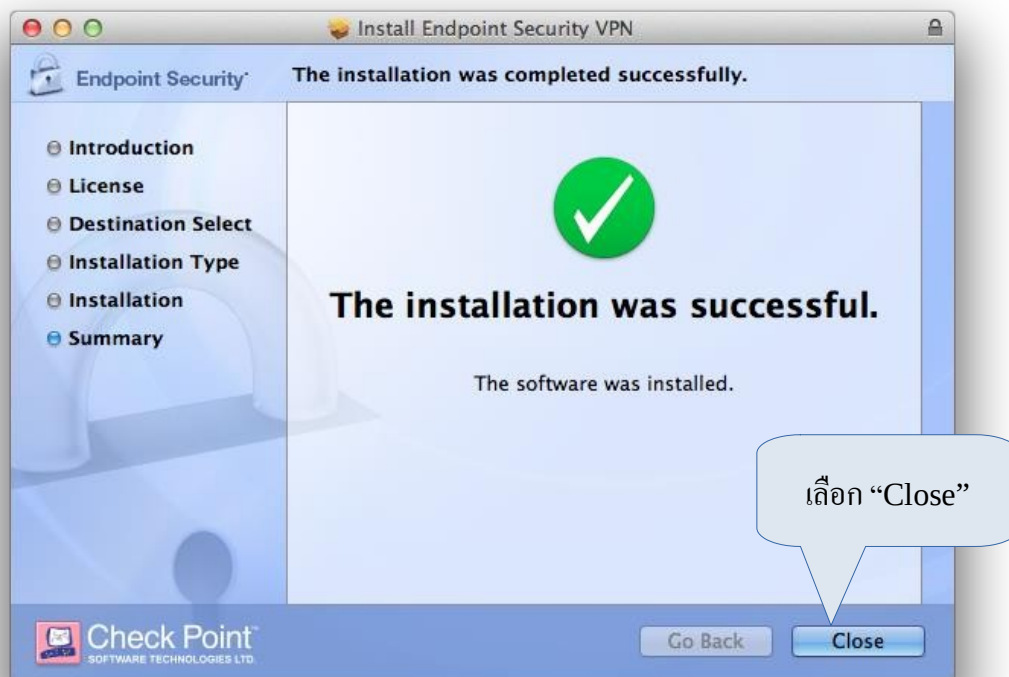 Install Endpoint Security VPN
Endpoint Security
The installation was completed successfully.
Introduction
License
Destination Select
Installation Type
Installation
Summary
The installation was successful.
The software was installed.
เลือก “Close”
Check Point™
SOFTWARE TECHNOLOGIES LTD.
Go Back
Close